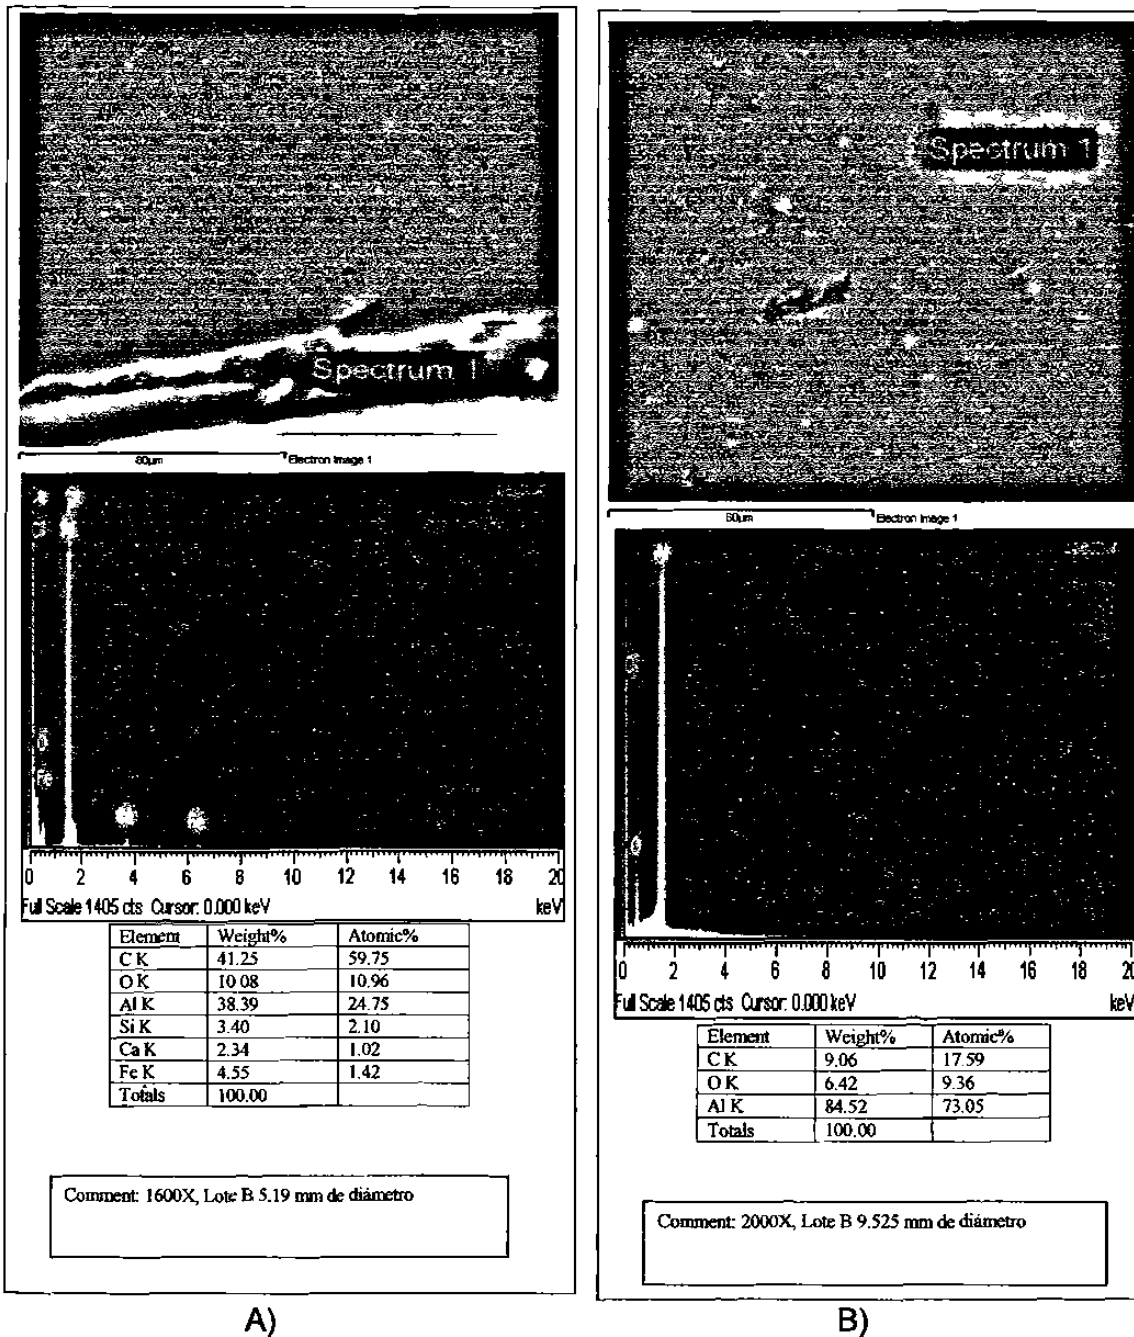 Spectrum 1
60µm
Electron Image 1
O
Fe
0 2 4 6 8 10 12 14 16 18 20
Full Scale 1405 cts Cursor: 0.000 keV
keV
Element Weight% Atomic%
C K 41.25 59.75
O K 10.08 10.96
Al K 38.39 24.75
Si K 3.40 2.10
Ca K 2.34 1.02
Fe K 4.55 1.42
Totals 100.00
Comment: 1600X, Lote B 5.19 mm de diámetro
A)
Spectrum 1
60µm
Electron Image 1
0 2 4 6 8 10 12 14 16 18 20
Full Scale 1405 cts Cursor: 0.000 keV
keV
Element Weight% Atomic%
C K 9.06 17.59
O K 6.42 9.36
Al K 84.52 73.05
Totals 100.00
Comment: 2000X, Lote B 9.525 mm de diámetro
B)